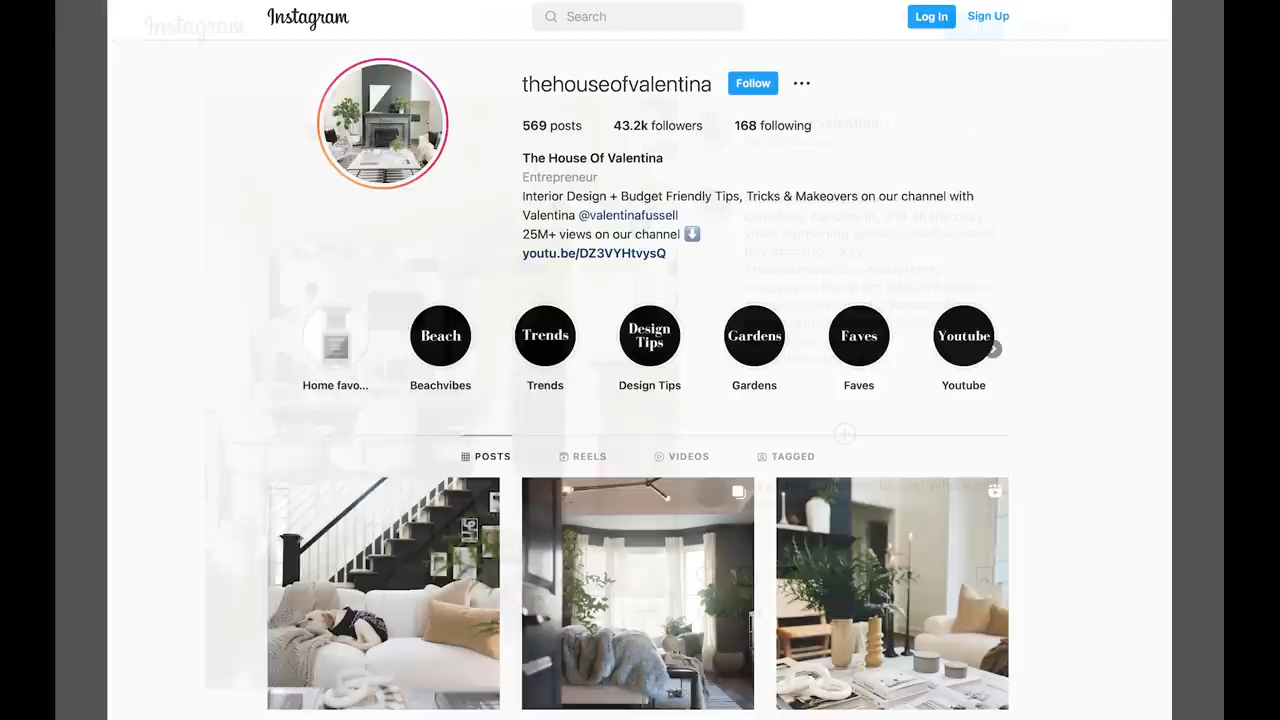 Instagram
Search
Log In
Sign Up
thehouseofvalentina
Follow
569 posts
43.2k followers
168 following
The House Of Valentina
Entrepreneur
Interior Design + Budget Friendly Tips, Tricks & Makeovers on our channel with
Valentina @valentinafussell
25M+ views on our channel ⬇️
youtu.be/DZ3VYHtvysQ
Beach
Trends
Design
Tips
Gardens
Faves
Youtube
Home favo...
Beachvibes
Trends
Design Tips
Gardens
Faves
Youtube
POSTS
REELS
VIDEOS
TAGGED